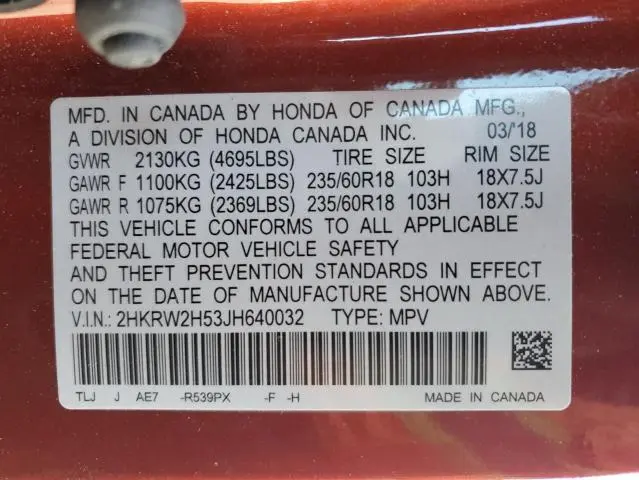 MFD. IN CANADA BY HONDA OF CANADA MFG.,
A DIVISION OF HONDA CANADA INC. 03/'18
GVWR 2130KG (4695LBS) TIRE SIZE RIM SIZE
GAWR F 1100KG (2425LBS) 235/60R18 103H 18X7.5J
GAWR R 1075KG (2369LBS) 235/60R18 103H 18X7.5J
THIS VEHICLE CONFORMS TO ALL APPLICABLE
FEDERAL MOTOR VEHICLE SAFETY
AND THEFT PREVENTION STANDARDS IN EFFECT
ON THE DATE OF MANUFACTURE SHOWN ABOVE.
V.I.N.: 2HKRW2H53JH640032 TYPE: MPV
TLJ J AE7 -R539PX -F -H MADE IN CANADA